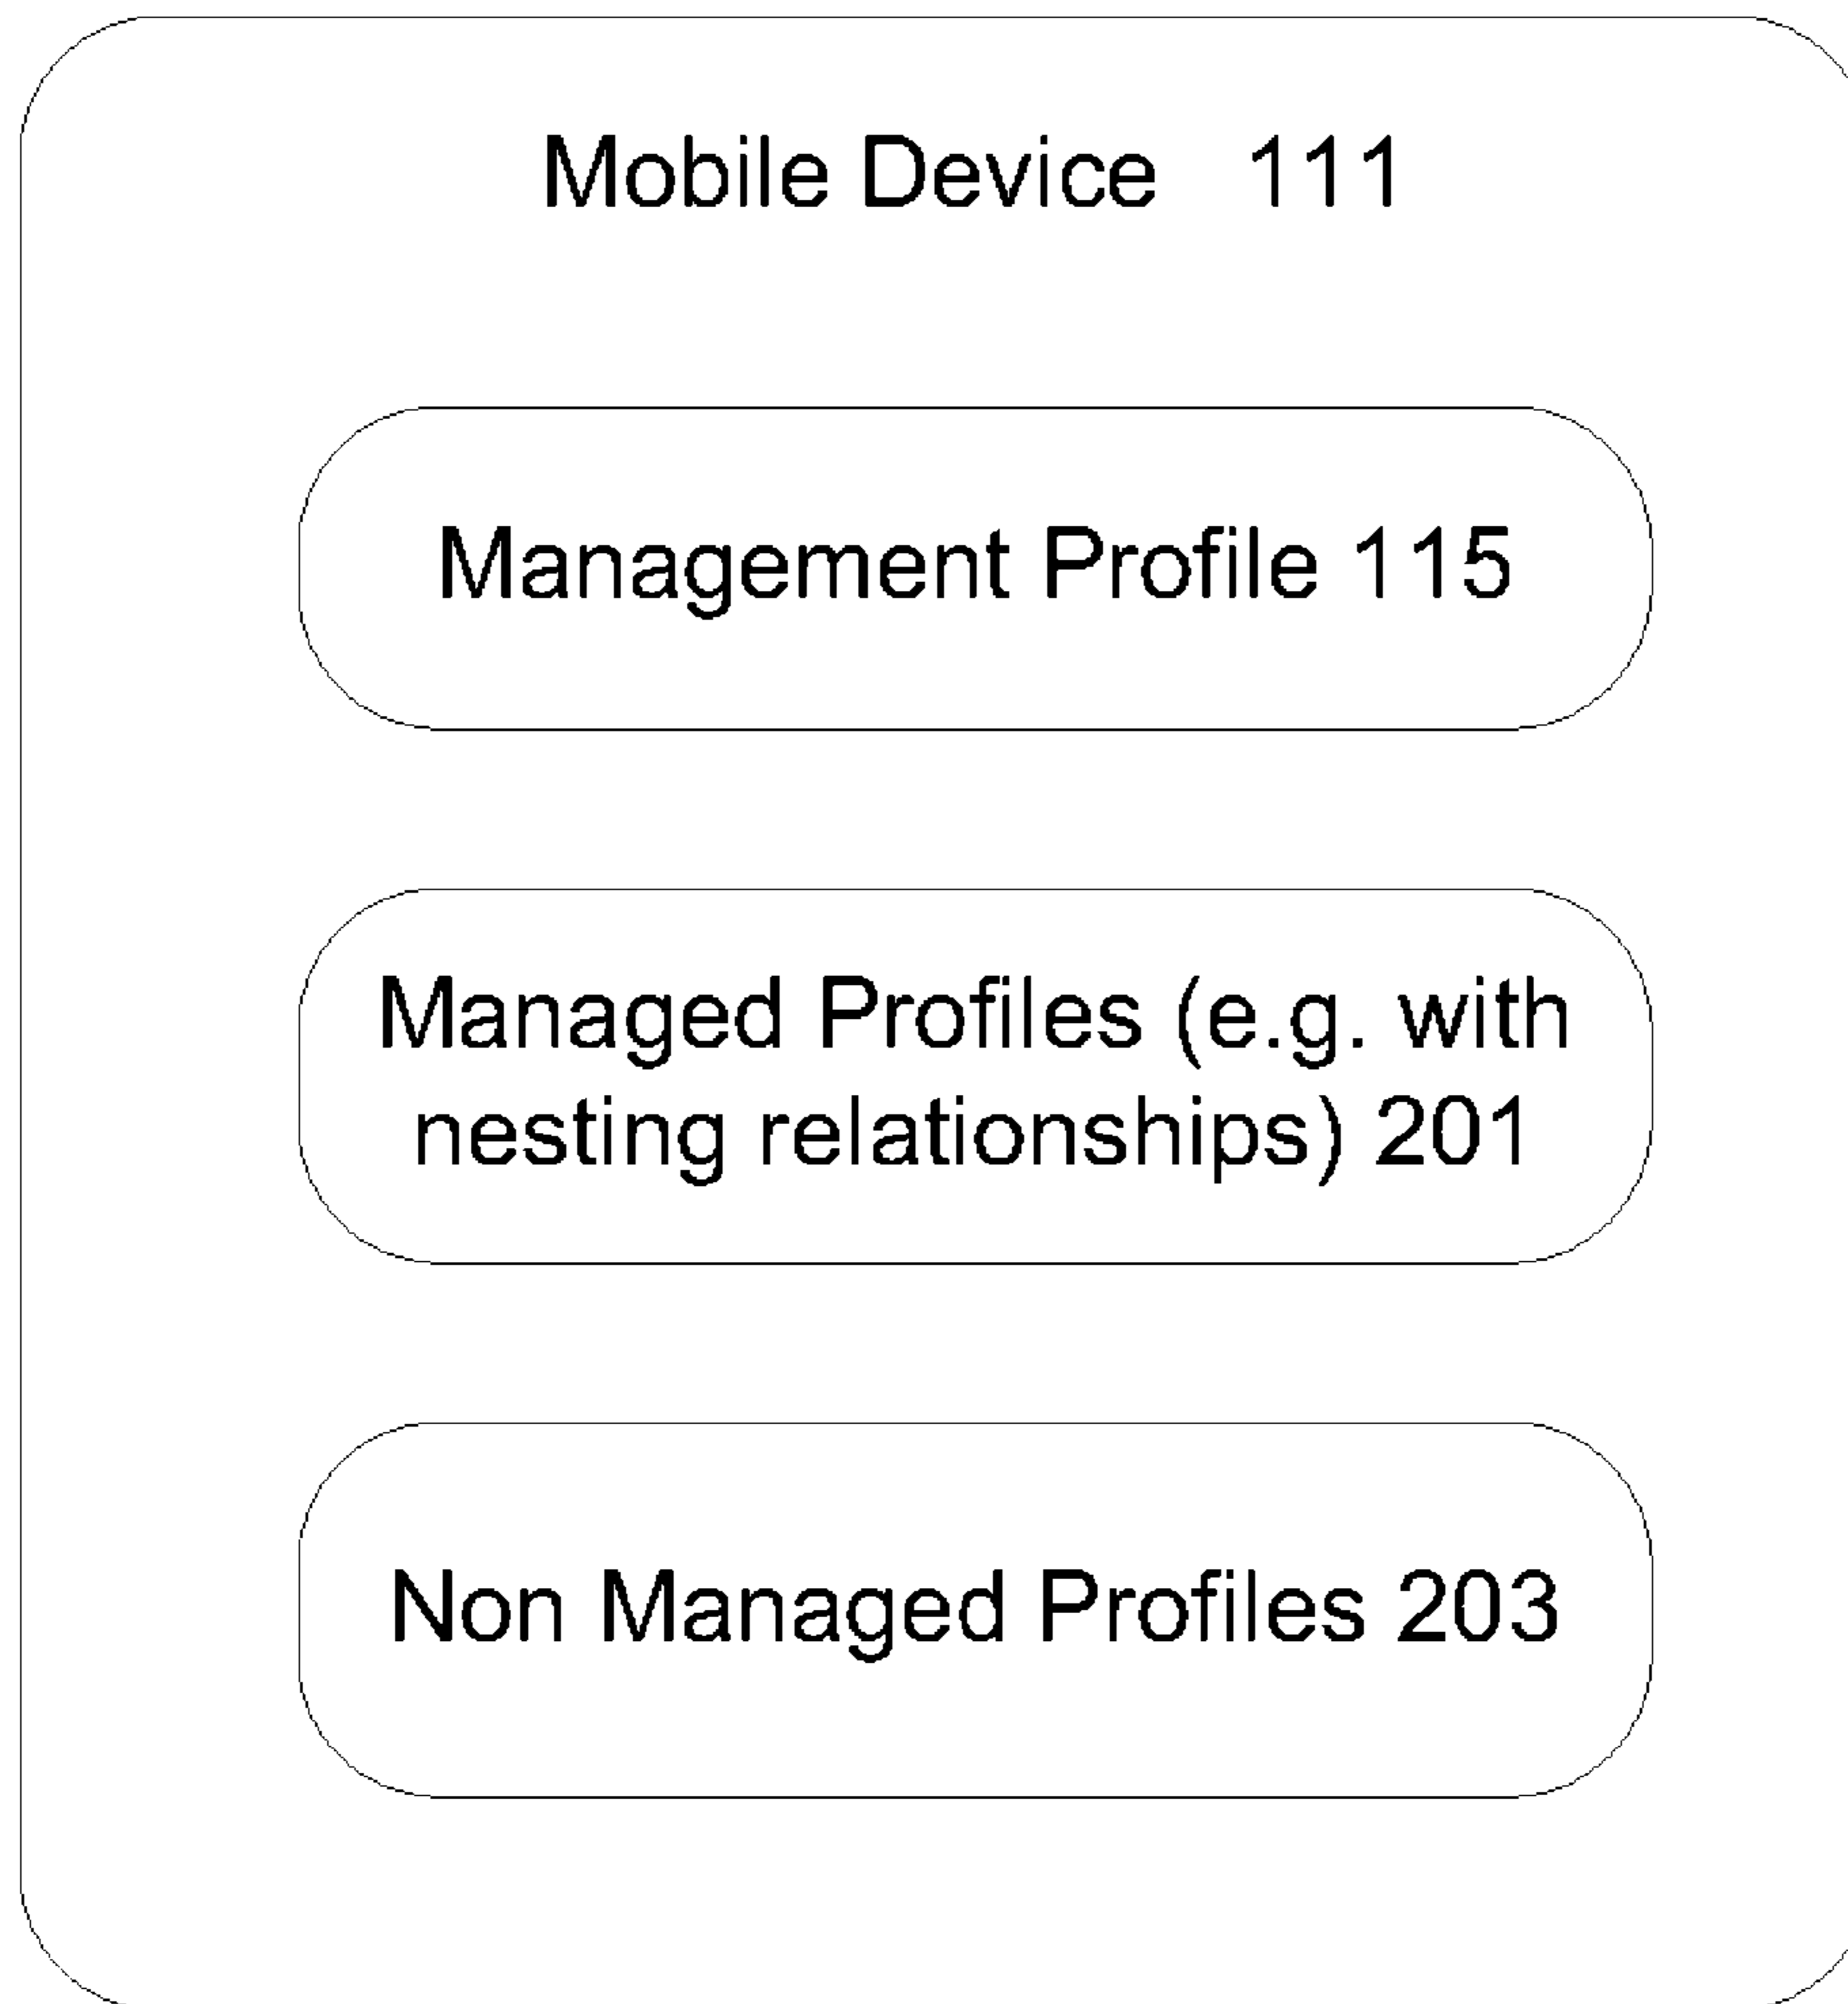 Mobile Device 111
Management Profile 115
Managed Profiles (e.g. with
nesting relationships) 201
Non Managed Profiles 203